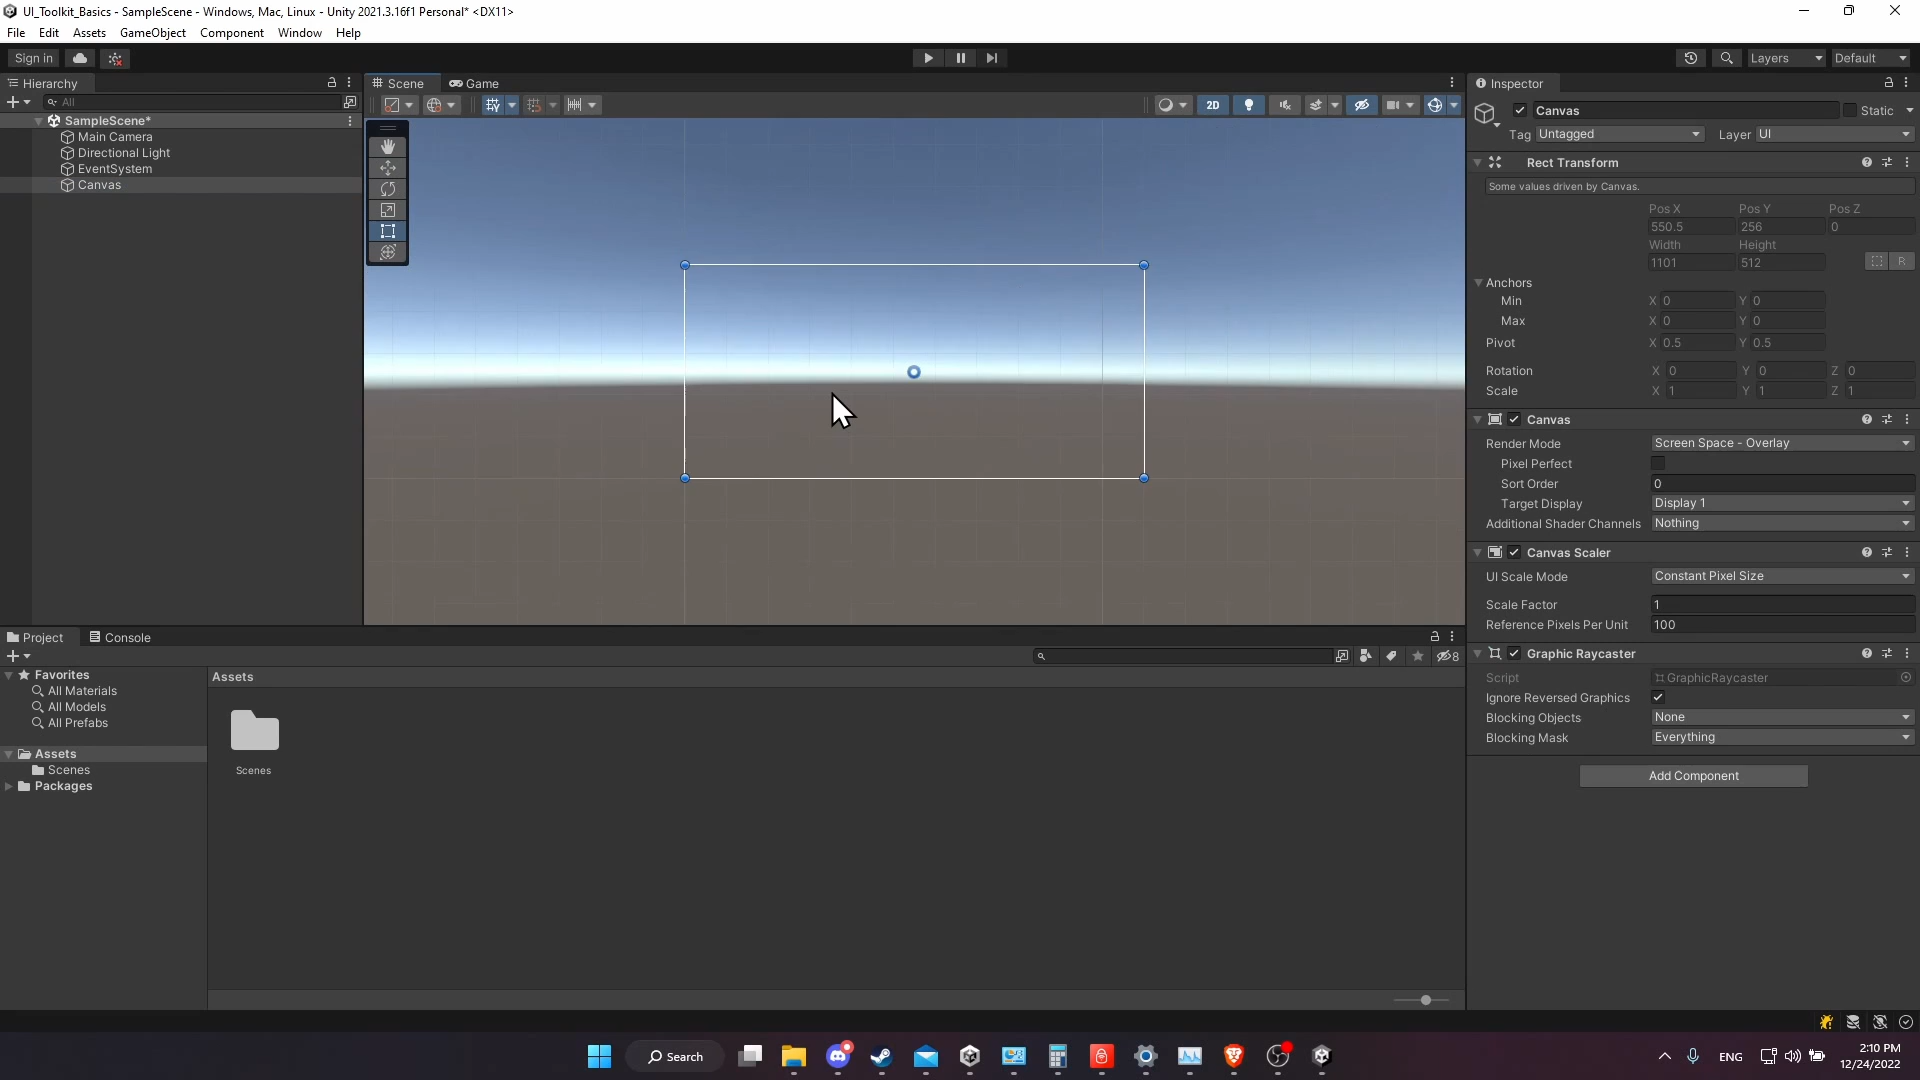 UI_Toolkit_Basics - SampleScene - Windows, Mac, Linux - Unity 2021.3.16f1 Personal* <DX11>
File Edit Assets GameObject Component Window Help
Sign in Layers Default
Hierarchy Scene Game Inspector
All
2D
SampleScene*
Main Camera
Directional Light
EventSystem
Canvas
Canvas Static
Tag Untagged Layer UI
Rect Transform
Some values driven by Canvas.
Pos X Pos Y Pos Z
550.5 256 0
Width Height
1101 512 R
Anchors
Min X 0 Y 0
Max X 0 Y 0
Pivot X 0.5 Y 0.5
Rotation X 0 Y 0 Z 0
Scale X 1 Y 1 Z 1
Canvas
Render Mode Screen Space - Overlay
Pixel Perfect
Sort Order 0
Target Display Display 1
Additional Shader Channels Nothing
Canvas Scaler
UI Scale Mode Constant Pixel Size
Scale Factor 1
Reference Pixels Per Unit 100
Graphic Raycaster
Script GraphicRaycaster
Ignore Reversed Graphics
Blocking Objects None
Blocking Mask Everything
Add Component
Project Console
8
Favorites
All Materials
All Models
All Prefabs
Assets
Scenes
Packages
Assets
Scenes
Search
ENG
2:10 PM
12/24/2022